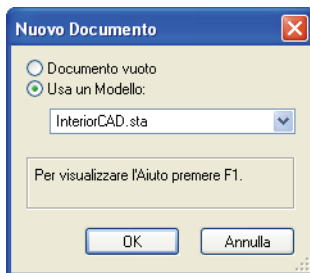 Nuovo Documento
Documento vuoto
Usa un Modello:
InteriorCAD.sta
Per visualizzare l'Aiuto premere F1.
OK Annulla